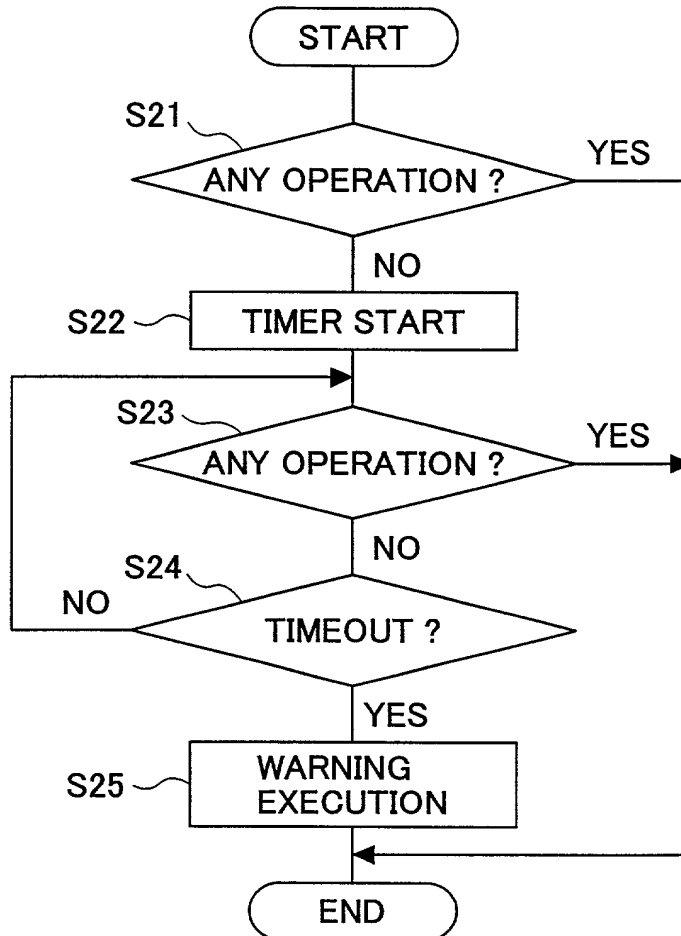 START
S21
ANY OPERATION ?
YES
NO
S22
TIMER START
S23
ANY OPERATION ?
YES
NO
S24
NO
TIMEOUT ?
YES
S25
WARNING
EXECUTION
END